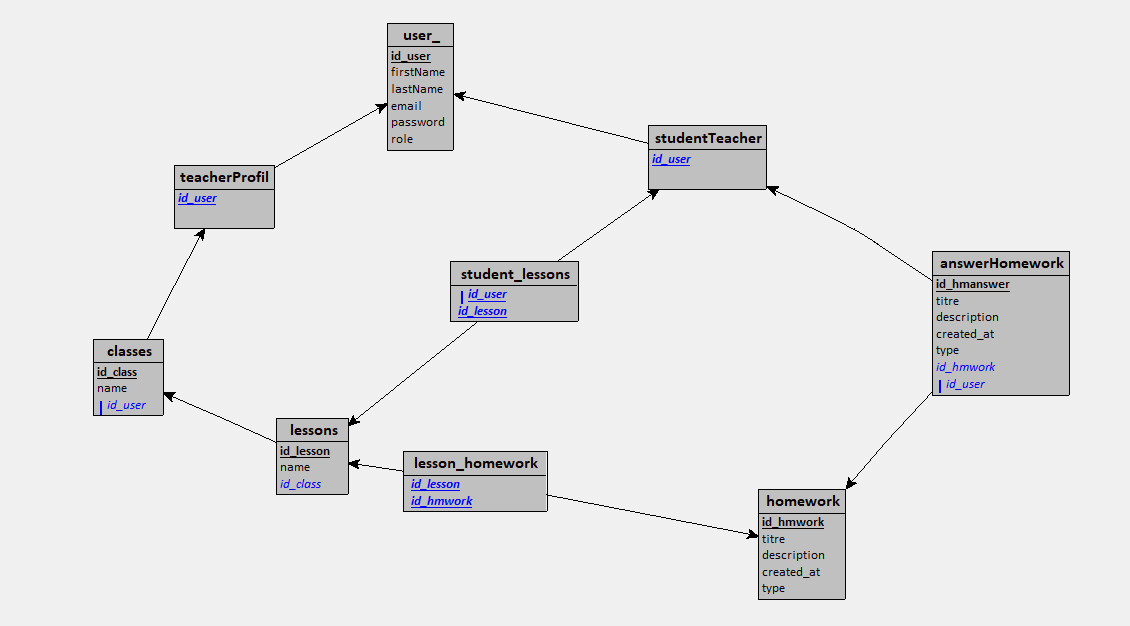 user_
id_user
firstName
lastName
email
password
role
studentTeacher
id_user
teacherProfil
id_user
student_lessons
id_user
id_lesson
answerHomework
id_hmanswer
titre
description
created_at
type
id_hmwork
id_user
classes
id_class
name
id_user
lessons
id_lesson
name
id_class
lesson_homework
id_lesson
id_hmwork
homework
id_hmwork
titre
description
created_at
type